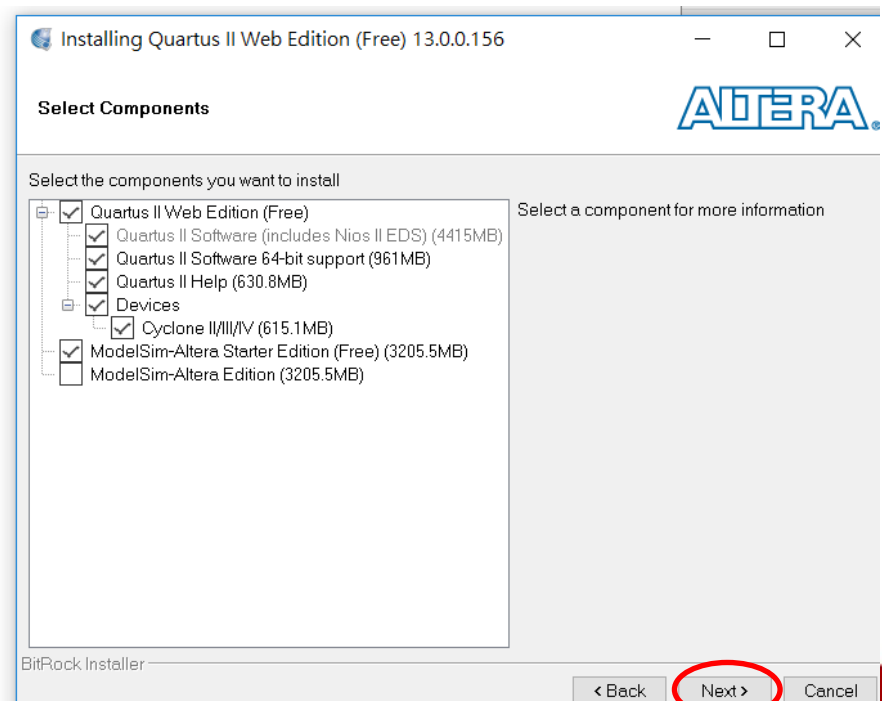 Installing Quartus II Web Edition (Free) 13.0.0.156
Select Components
ALTERA®
Select the components you want to install
Quartus II Web Edition (Free)
Quartus II Software (includes Nios II EDS) (4415MB)
Quartus II Software 64-bit support (961MB)
Quartus II Help (630.8MB)
Devices
Cyclone II/III/IV (615.1MB)
ModelSim-Altera Starter Edition (Free) (3205.5MB)
ModelSim-Altera Edition (3205.5MB)
Select a component for more information
BitRock Installer
< Back Next > Cancel